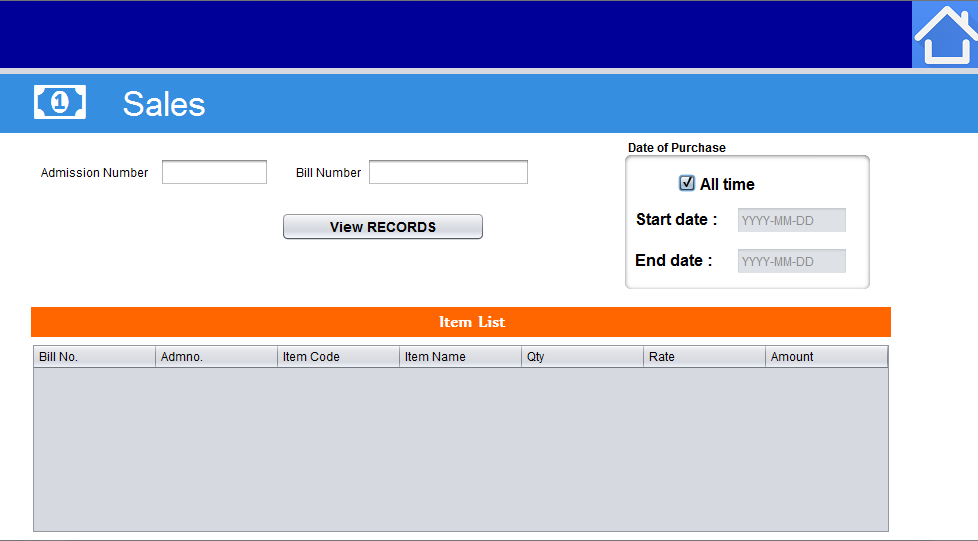 1 Sales
Date of Purchase
Admission Number Bill Number
All time
Start date : YYYY-MM-DD
View RECORDS
End date : YYYY-MM-DD
Item List
Bill No. Admno. Item Code Item Name Qty Rate Amount